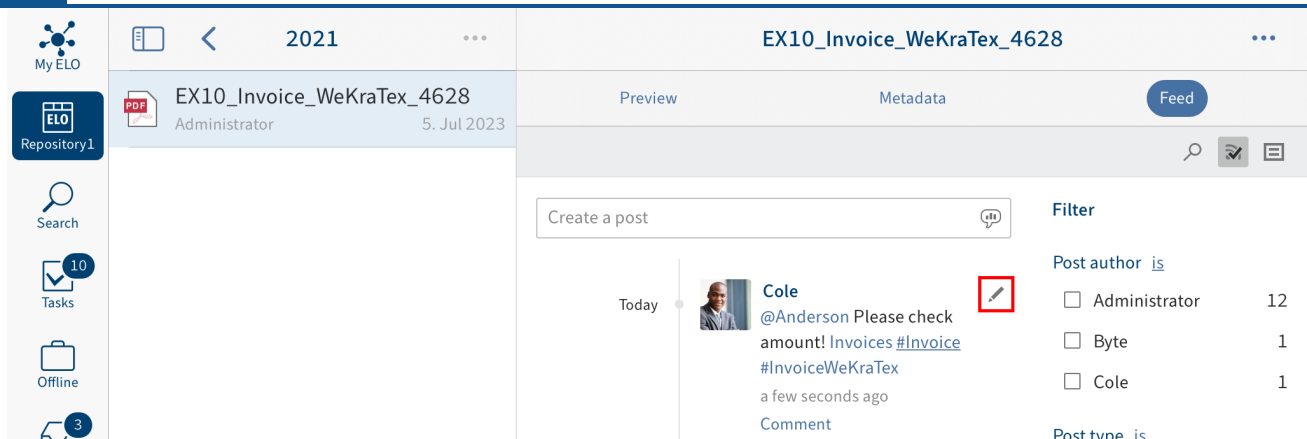 My ELO
ELO
Repository1
Search
10
Tasks
Offline
3
2021
PDF
EX10_Invoice_WeKraTex_4628
Administrator 5. Jul 2023
EX10_Invoice_WeKraTex_4628
Preview Metadata Feed
Create a post
Today
Cole
@Anderson Please check
amount! Invoices #Invoice
#InvoiceWeKraTex
a few seconds ago
Comment
Filter
Post author is
Administrator 12
Byte 1
Cole 1
Post type is